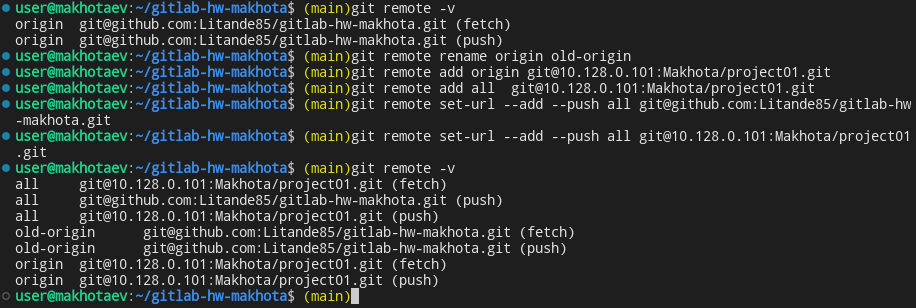 user@makhotaev:~/gitlab-hw-makhota$ (main)git remote -v
origin  git@github.com:Litande85/gitlab-hw-makhota.git (fetch)
origin  git@github.com:Litande85/gitlab-hw-makhota.git (push)
user@makhotaev:~/gitlab-hw-makhota$ (main)git remote rename origin old-origin
user@makhotaev:~/gitlab-hw-makhota$ (main)git remote add origin git@10.128.0.101:Makhota/project01.git
user@makhotaev:~/gitlab-hw-makhota$ (main)git remote add all  git@10.128.0.101:Makhota/project01.git
user@makhotaev:~/gitlab-hw-makhota$ (main)git remote set-url --add --push all git@github.com:Litande85/gitlab-hw
-makhota.git
user@makhotaev:~/gitlab-hw-makhota$ (main)git remote set-url --add --push all git@10.128.0.101:Makhota/project01
.git
user@makhotaev:~/gitlab-hw-makhota$ (main)git remote -v
all     git@10.128.0.101:Makhota/project01.git (fetch)
all     git@github.com:Litande85/gitlab-hw-makhota.git (push)
all     git@10.128.0.101:Makhota/project01.git (push)
old-origin      git@github.com:Litande85/gitlab-hw-makhota.git (fetch)
old-origin      git@github.com:Litande85/gitlab-hw-makhota.git (push)
origin  git@10.128.0.101:Makhota/project01.git (fetch)
origin  git@10.128.0.101:Makhota/project01.git (push)
user@makhotaev:~/gitlab-hw-makhota$ (main)